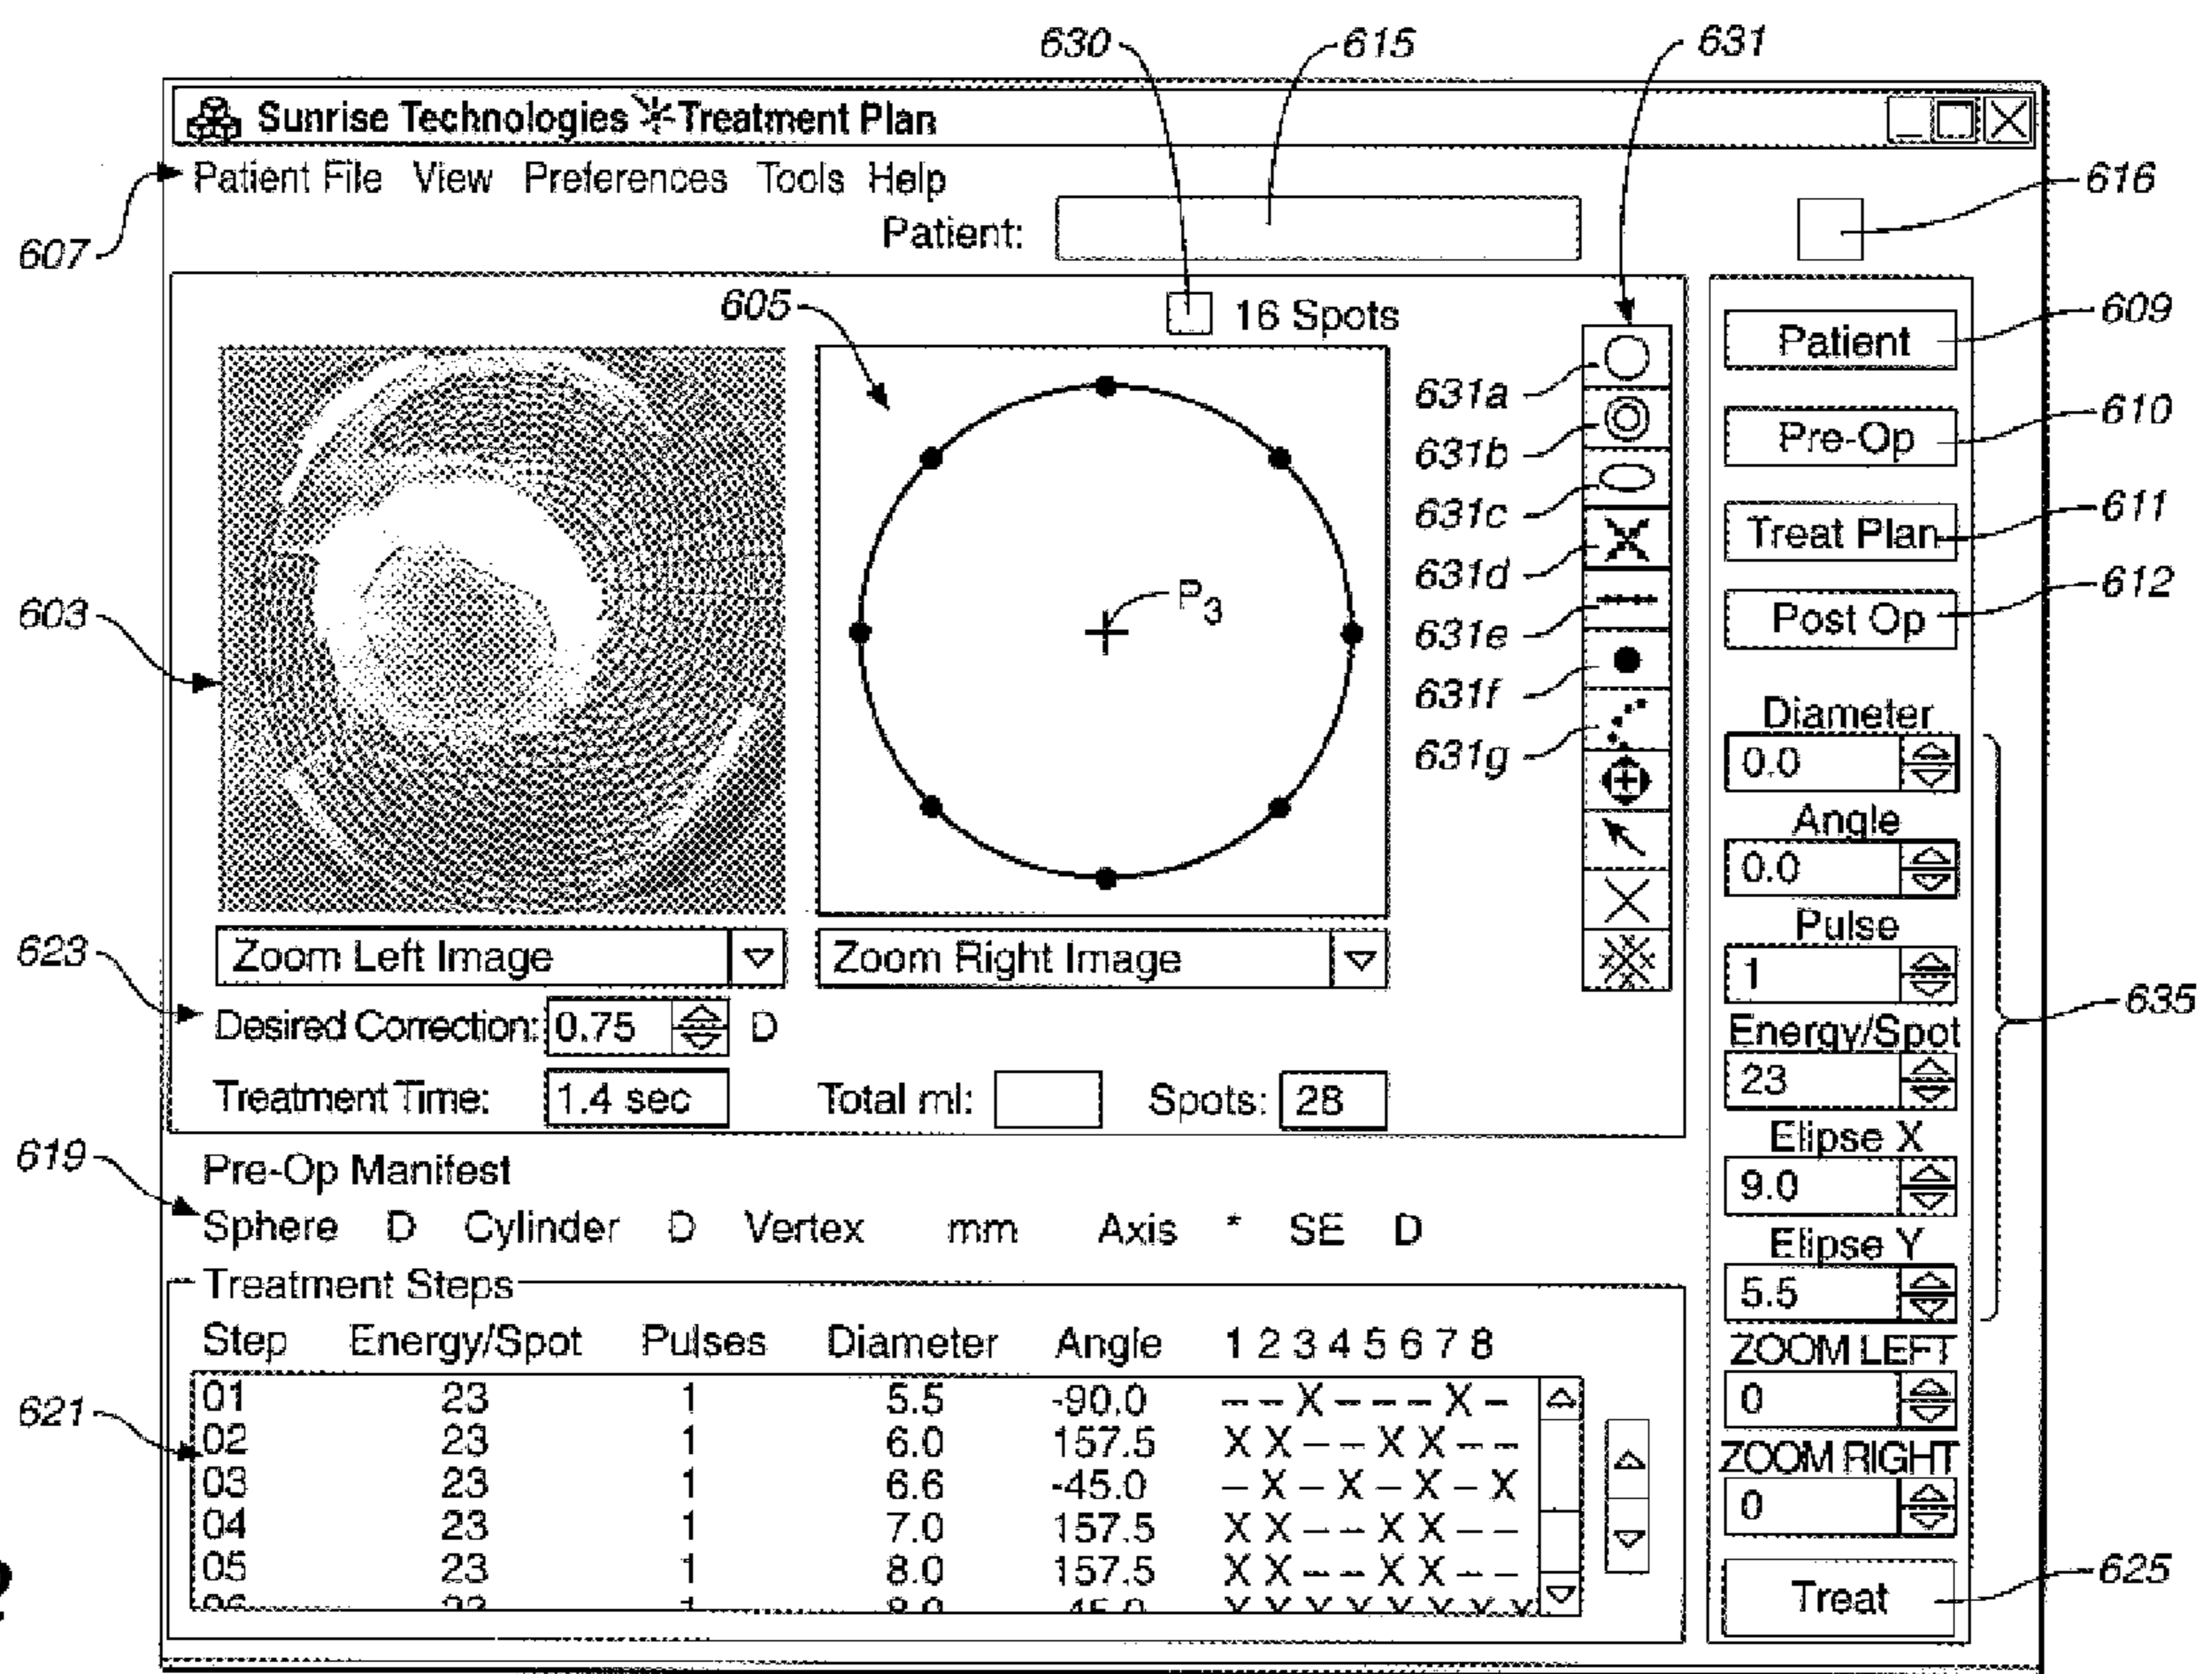 630 615 631
Sunrise Technologies Treatment Plan
Patient File View Preferences Tools Help
616
607
Patient:
605
16 Spots
609
Patient
631a
610
Pre-Op
631b
631c
611
Treat Plan
631d
612
Post Op
603
P3
631e
631f
631g
Diameter
0.0
Angle
0.0
Pulse
1
623
Zoom Left Image
Zoom Right Image
635
Desired Correction: 0.75 D
Energy/Spot
23
Treatment Time: 1.4 sec Total ml: Spots: 28
Elipse X
9.0
619
Pre-Op Manifest
Sphere D Cylinder D Vertex mm Axis * SE D
Elipse Y
5.5
Treatment Steps
Step Energy/Spot Pulses Diameter Angle 1 2 3 4 5 6 7 8
ZOOM LEFT
0
621
01 23 1 5.5 -90.0 – – X – – – X –
02 23 1 6.0 157.5 X X – – X X – –
03 23 1 6.6 -45.0 – X – X – X – X
04 23 1 7.0 157.5 X X – – X X – –
05 23 1 8.0 157.5 X X – – X X – –
ZOOM RIGHT
0
625
Treat